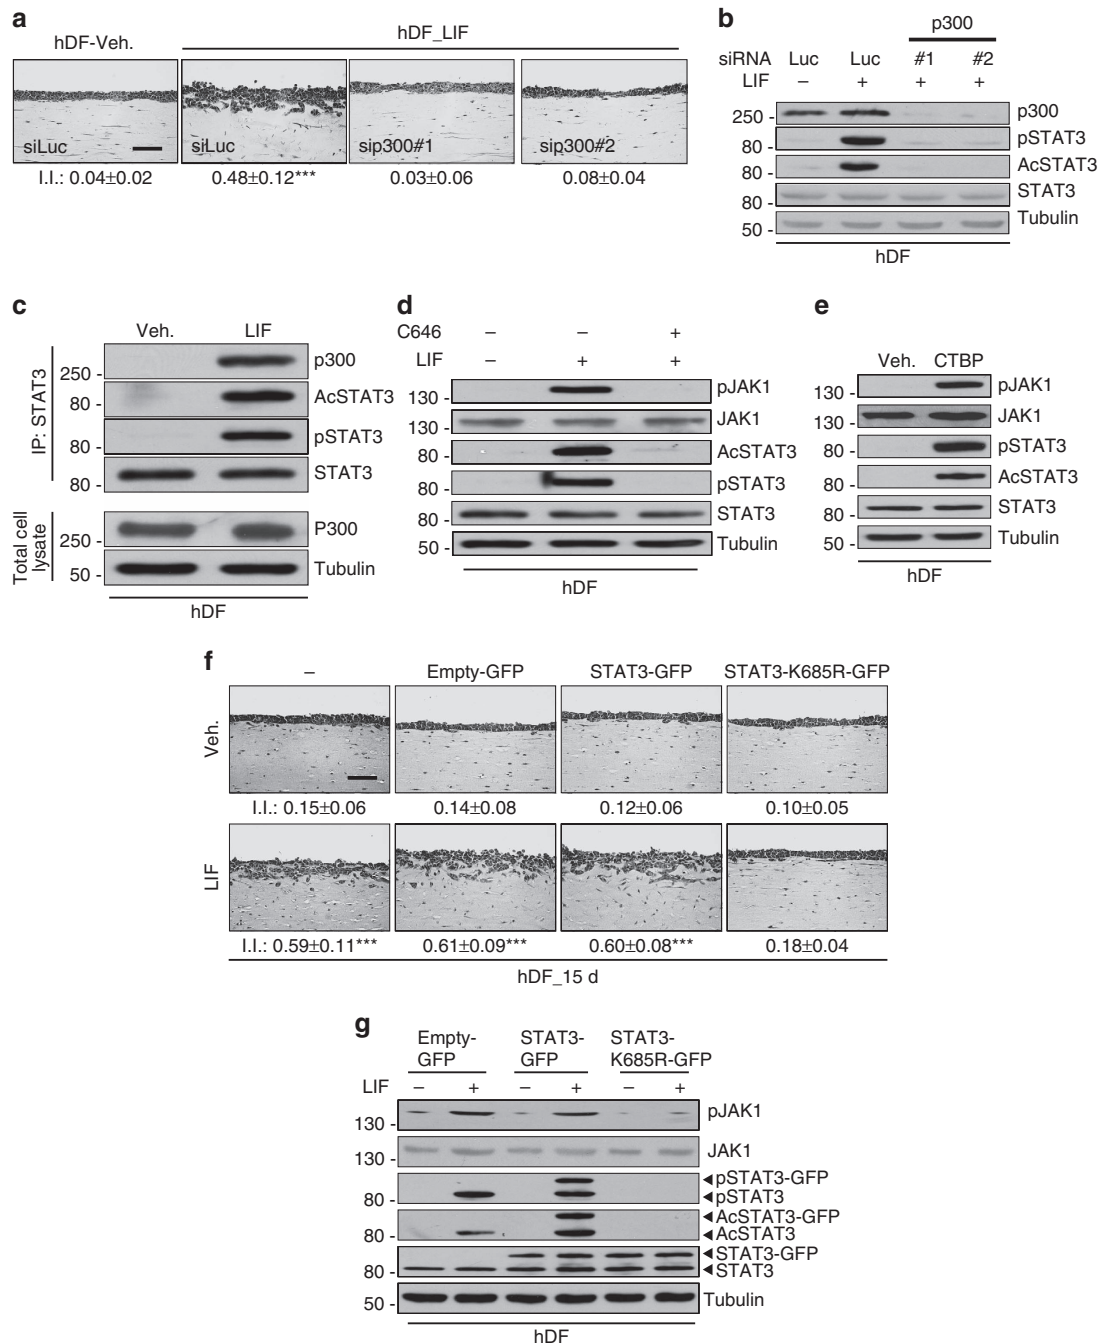 a
hDF-Veh.
hDF_LIF
siLuc
siLuc
sip300#1
sip300#2
I.I.: 0.04±0.02
0.48±0.12***
0.03±0.06
0.08±0.04
b
p300
siRNA Luc Luc #1 #2
LIF – + + +
250 - p300
80 - pSTAT3
80 - AcSTAT3
80 - STAT3
50 - Tubulin
hDF
c
Veh. LIF
IP: STAT3
250 - p300
80 - AcSTAT3
80 - pSTAT3
80 - STAT3
Total cell
lysate
250 - P300
50 - Tubulin
hDF
d
C646 – – +
LIF – + +
130 - pJAK1
130 - JAK1
80 - AcSTAT3
80 - pSTAT3
80 - STAT3
50 - Tubulin
hDF
e
Veh. CTBP
130 - pJAK1
130 - JAK1
80 - pSTAT3
80 - AcSTAT3
80 - STAT3
50 - Tubulin
hDF
f
– Empty-GFP STAT3-GFP STAT3-K685R-GFP
Veh.
I.I.: 0.15±0.06 0.14±0.08 0.12±0.06 0.10±0.05
LIF
I.I.: 0.59±0.11*** 0.61±0.09*** 0.60±0.08*** 0.18±0.04
hDF_15 d
g
Empty- STAT3- STAT3-
GFP GFP K685R-GFP
LIF – + – + – +
130 - pJAK1
130 - JAK1
◄pSTAT3-GFP
80 - ◄pSTAT3
◄AcSTAT3-GFP
80 - ◄AcSTAT3
◄STAT3-GFP
80 - ◄STAT3
50 - Tubulin
hDF